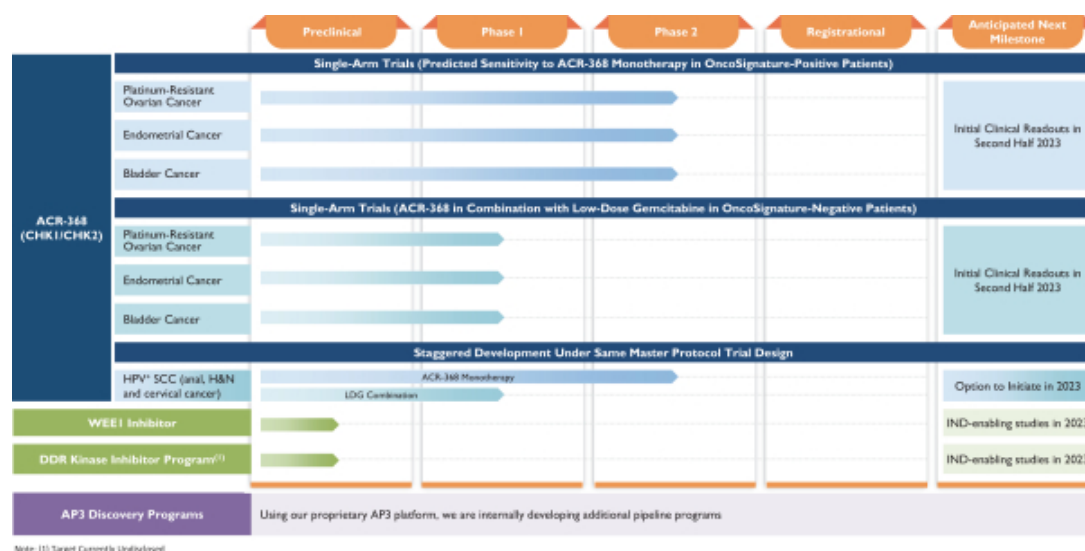 Preclinical
Phase 1
Phase 2
Registrational
Anticipated Next
Milestone
Single-Arm Trials (Predicted Sensitivity to ACR-368 Monotherapy in OncoSignature-Positive Patients)
ACR-368
(CHK1/CHK2)
Platinum-Resistant
Ovarian Cancer
Endometrial Cancer
Bladder Cancer
Initial Clinical Readouts in
Second Half 2023
Single-Arm Trials (ACR-368 in Combination with Low-Dose Gemcitabine in OncoSignature-Negative Patients)
Platinum-Resistant
Ovarian Cancer
Endometrial Cancer
Bladder Cancer
Initial Clinical Readouts in
Second Half 2023
Staggered Development Under Same Master Protocol Trial Design
HPV⁺ SCC (anal, H&N
and cervical cancer)
ACR-368 Monotherapy
LDG Combination
Option to Initiate in 2023
WEE1 Inhibitor
IND-enabling studies in 2023
DDR Kinase Inhibitor Program⁽¹⁾
IND-enabling studies in 2023
AP3 Discovery Programs
Using our proprietary AP3 platform, we are internally developing additional pipeline programs
Note: (1) Target Currently Undisclosed